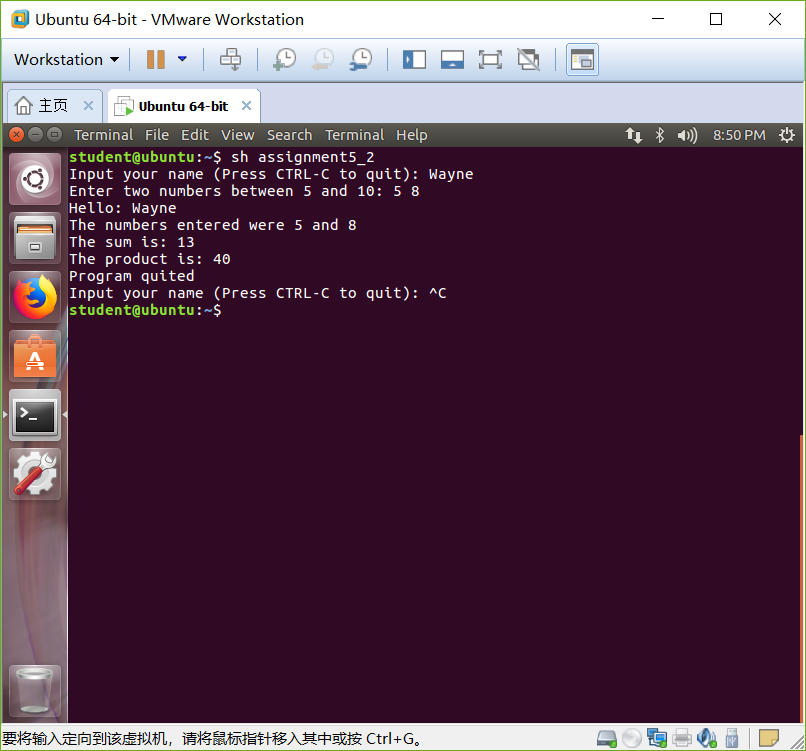 Ubuntu 64-bit - VMware Workstation
Workstation
主页
Ubuntu 64-bit
Terminal File Edit View Search Terminal Help 8:50 PM
student@ubuntu:~$ sh assignment5_2
Input your name (Press CTRL-C to quit): Wayne
Enter two numbers between 5 and 10: 5 8
Hello: Wayne
The numbers entered were 5 and 8
The sum is: 13
The product is: 40
Program quited
Input your name (Press CTRL-C to quit): ^C
student@ubuntu:~$
要将输入定向到该虚拟机，请将鼠标指针移入其中或按 Ctrl+G。